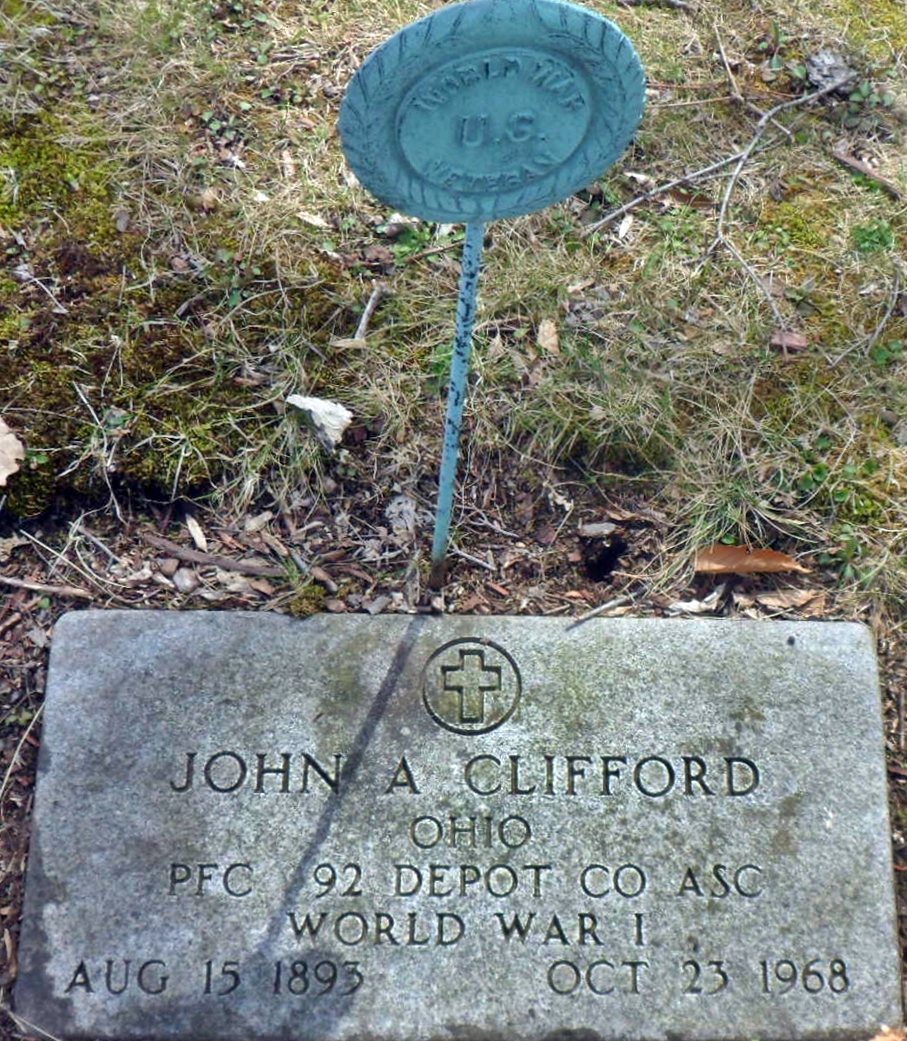 WORLD WAR
U.S.
VETERAN
JOHN A CLIFFORD
OHIO
PFC 92 DEPOT CO ASC
WORLD WAR I
AUG 15 1893 OCT 23 1968